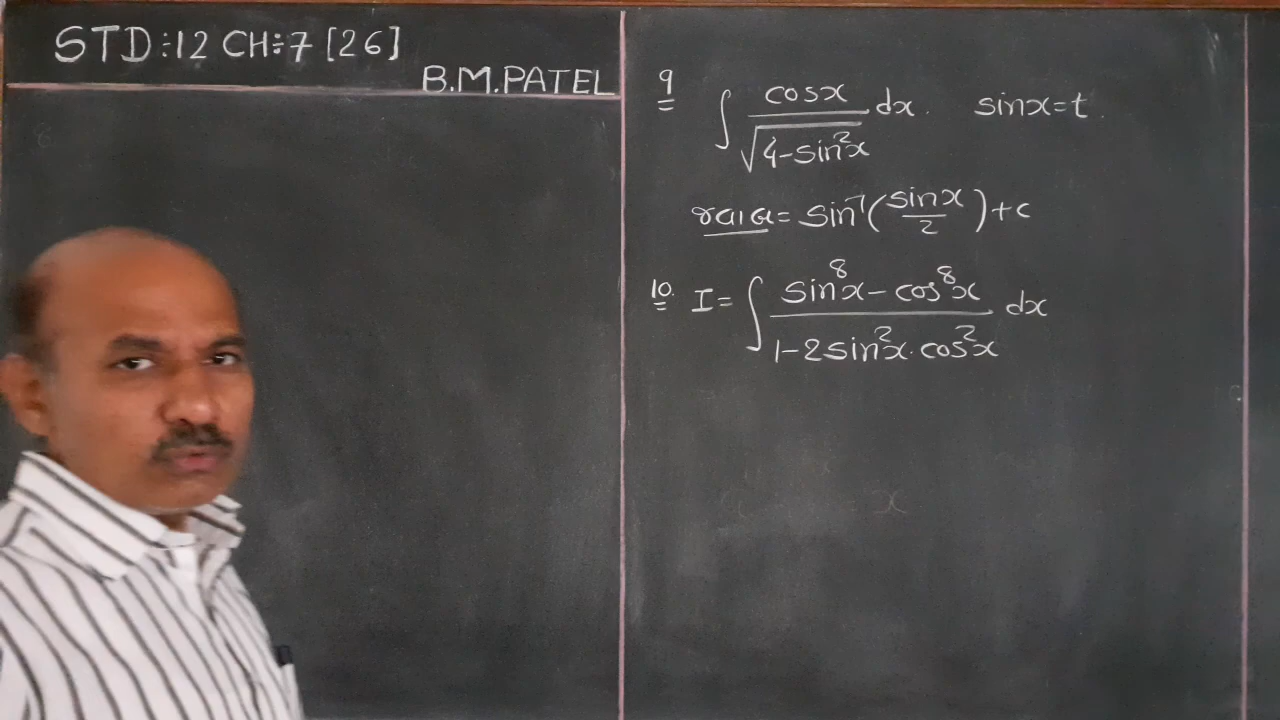 STD:-12 CH:-7 [26]
B.M.PATEL
9 ∫ cosx / √(4-sin²x) dx. sinx=t.
જવાબ = sin⁻¹(sinx/2)+c
10. I = ∫ (sin⁸x - cos⁸x) / (1-2sin²x·cos²x) dx